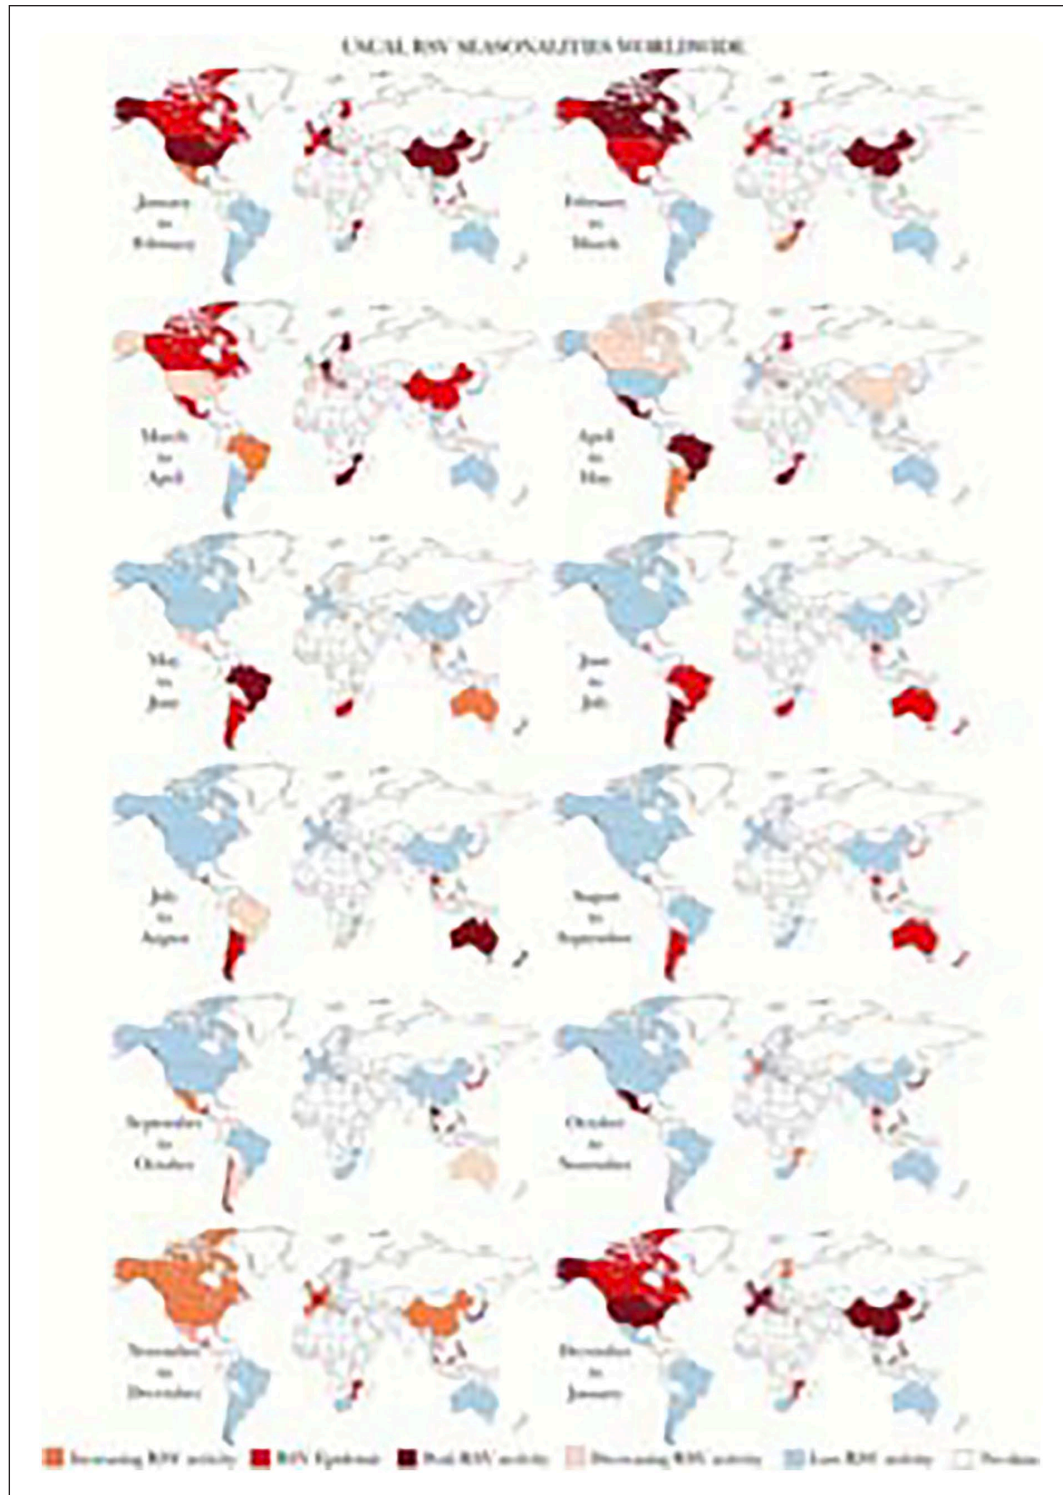 USUAL RSV SEASONALITIES WORLDWIDE
January
to
February
February
to
March
March
to
April
April
to
May
May
to
June
June
to
July
July
to
August
August
to
September
September
to
October
October
to
November
November
to
December
December
to
January
Increasing RSV activity
RSV Epidemic
Peak RSV activity
Decreasing RSV activity
Low RSV activity
No data